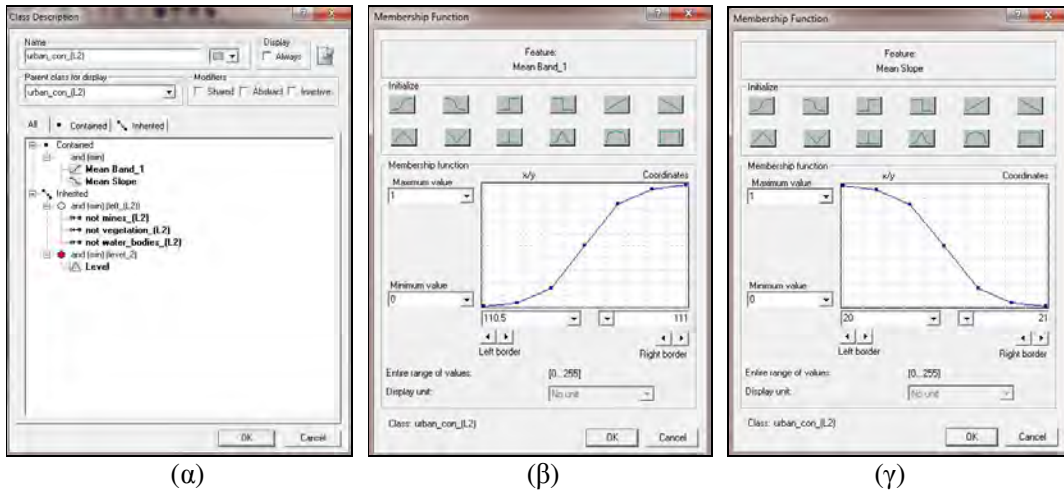 Class Description
Name
urban_con_(L2)
Display
Always
Parent class for display
urban_con_(L2)
Modifiers
Shared Abstract Inactive
All Contained Inherited
Contained
and (min)
Mean Band_1
Mean Slope
Inherited
and (min) (left_(L2))
not mines_(L2)
not vegetation_(L2)
not water_bodies_(L2)
and (min) (level_2)
Level
OK Cancel
(α)
Membership Function
Feature:
Mean Band_1
Initialize
Membership function
x/y Coordinates
Maximum value
1
Minimum value
0
110.5 111
Left border Right border
Entire range of values: [0...255]
Display unit: No unit
Class: urban_con_(L2)
OK Cancel
(β)
Membership Function
Feature:
Mean Slope
Initialize
Membership function
x/y Coordinates
Maximum value
1
Minimum value
0
20 21
Left border Right border
Entire range of values: [0...255]
Display unit: No unit
Class: urban_con_(L2)
OK Cancel
(γ)